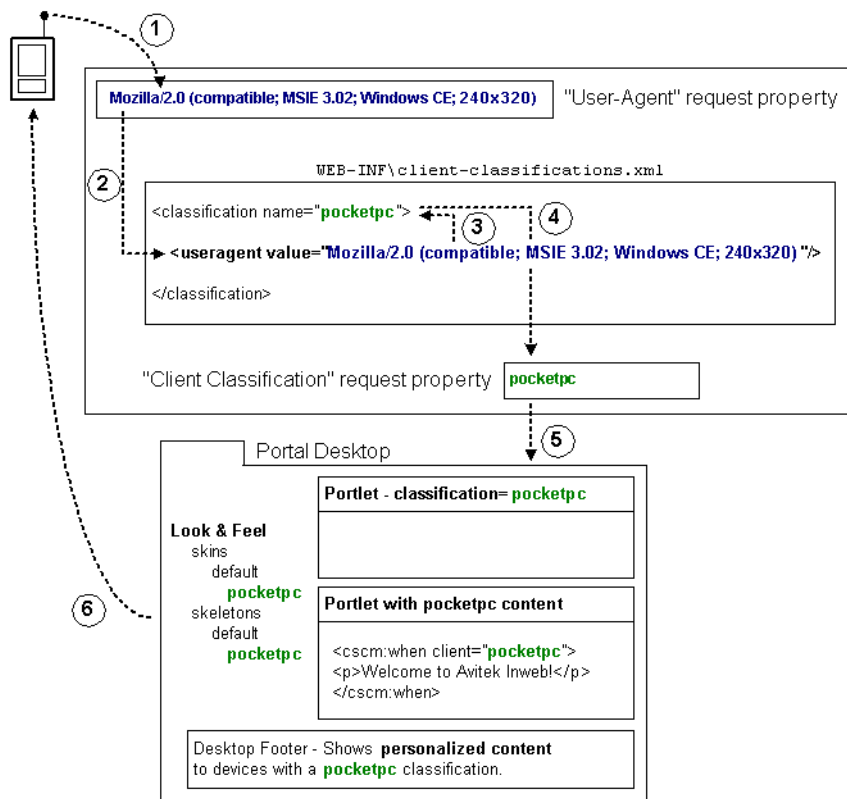 1
Mozilla/2.0 (compatible; MSIE 3.02; Windows CE; 240x320)
"User-Agent" request property
2
WEB-INF\client-classifications.xml
<classification name="pocketpc">
3
4
<useragent value="Mozilla/2.0 (compatible; MSIE 3.02; Windows CE; 240x320) "/>
</classification>
"Client Classification" request property
pocketpc
5
Portal Desktop
Portlet - classification= pocketpc
Look & Feel
skins
default
pocketpc
skeletons
default
pocketpc
6
Portlet with pocketpc content
<cscm:when client="pocketpc">
<p>Welcome to Avitek Inweb!</p>
</cscm:when>
Desktop Footer - Shows personalized content
to devices with a pocketpc classification.